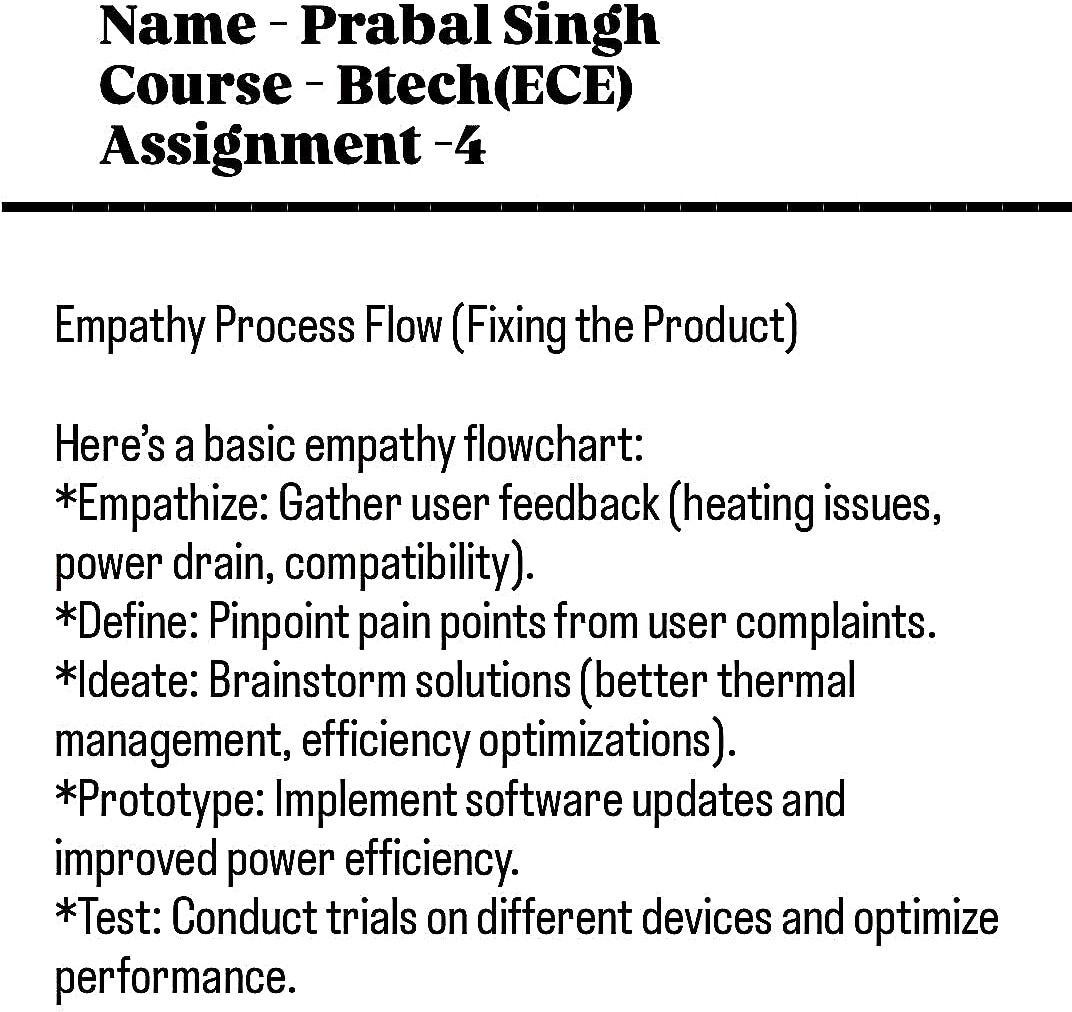 Name - Prabal Singh
Course - Btech(ECE)
Assignment -4
Empathy Process Flow (Fixing the Product)
Here's a basic empathy flowchart:
*Empathize: Gather user feedback (heating issues,
power drain, compatibility).
*Define: Pinpoint pain points from user complaints.
*Ideate: Brainstorm solutions (better thermal
management, efficiency optimizations).
*Prototype: Implement software updates and
improved power efficiency.
*Test: Conduct trials on different devices and optimize
performance.